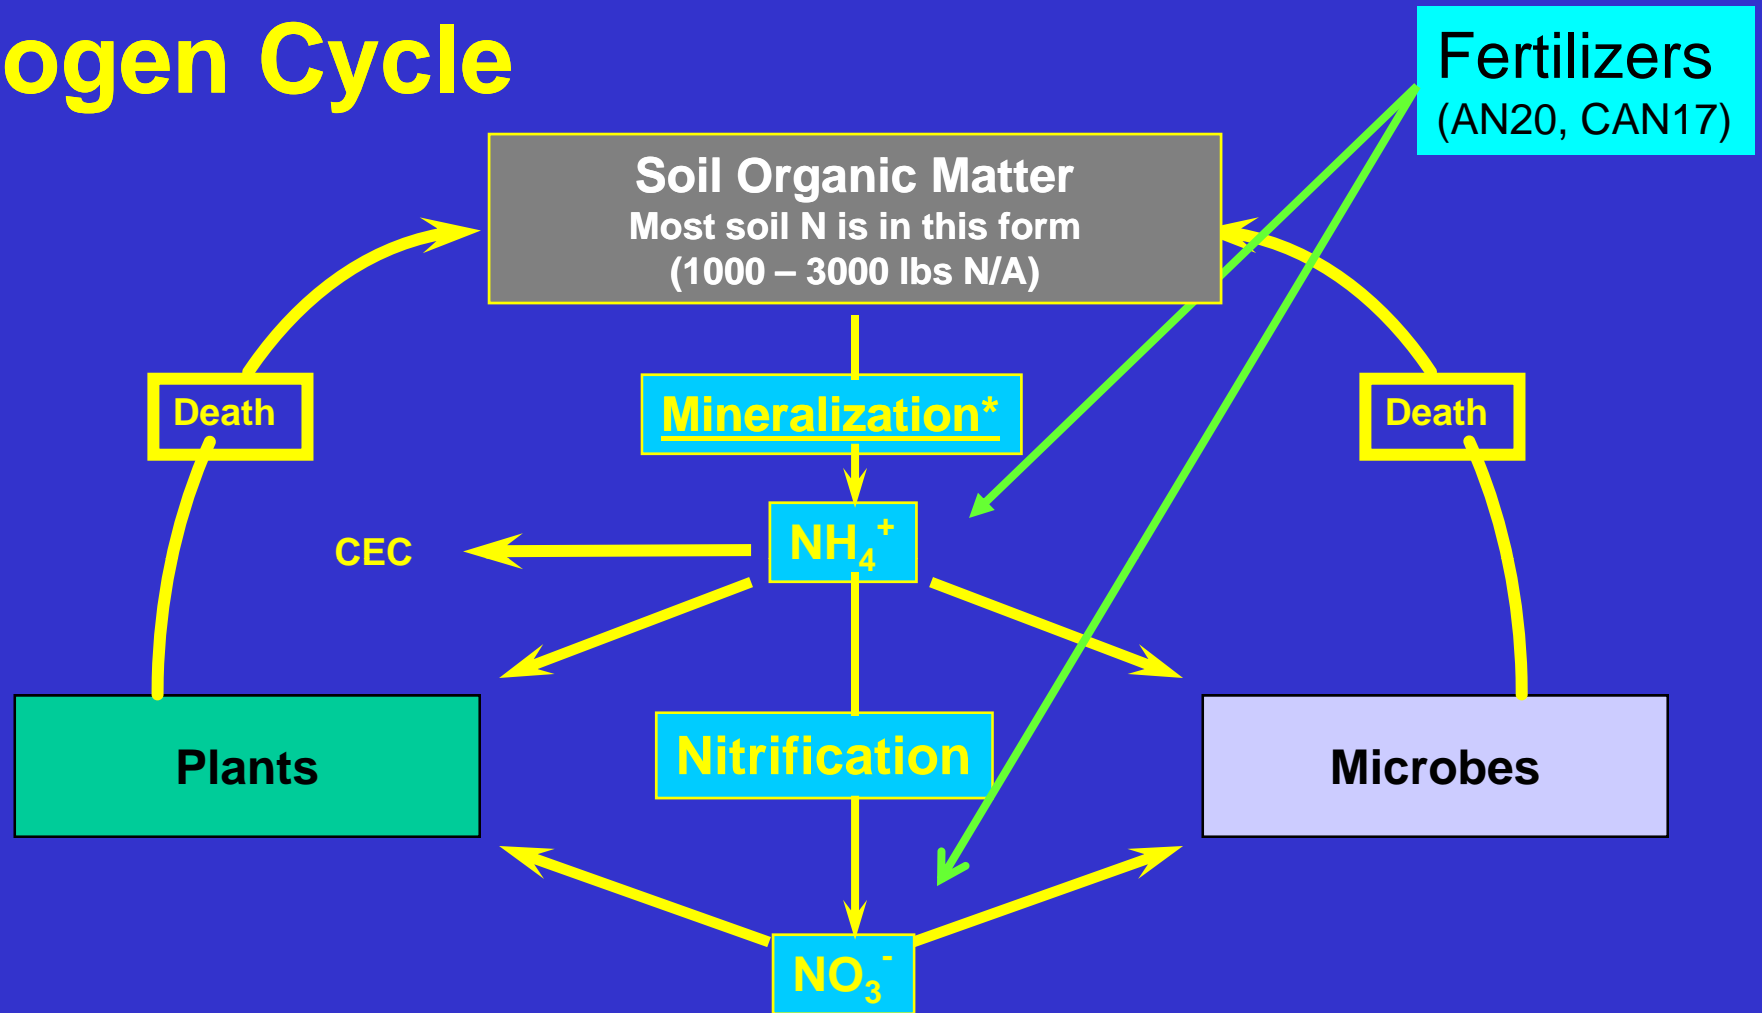 ogen Cycle
Fertilizers
(AN20, CAN17)
Soil Organic Matter
Most soil N is in this form
(1000 – 3000 lbs N/A)
Death
Mineralization*
Death
CEC
NH₄⁺
Plants
Nitrification
Microbes
NO₃⁻